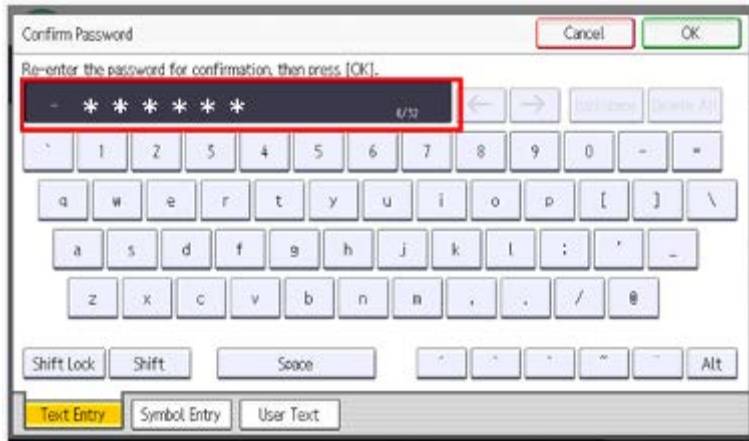 Confirm Password Cancel OK
Re-enter the password for confirmation, then press [OK].
- ****** 0/32 ← → Backspace Delete All
` 1 2 3 4 5 6 7 8 9 0 - =
q w e r t y u i o p [ ] \
a s d f g h j k l ; ' _
z x c v b n m , . / @
Shift Lock Shift Space ´ ` ^ ~ ¨ Alt
Text Entry Symbol Entry User Text